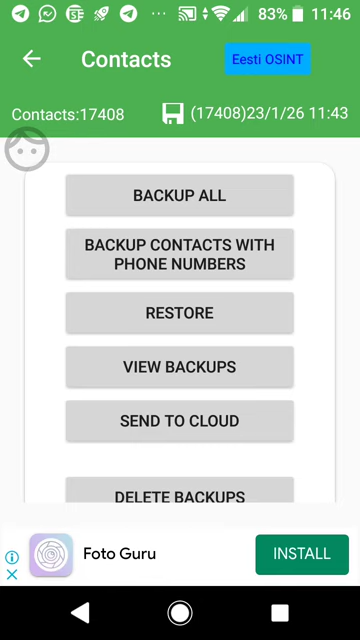 83% 11:46
Contacts
Eesti OSINT
Contacts:17408
(17408)23/1/26 11:43
BACKUP ALL
BACKUP CONTACTS WITH
PHONE NUMBERS
RESTORE
VIEW BACKUPS
SEND TO CLOUD
DELETE BACKUPS
Foto Guru
INSTALL